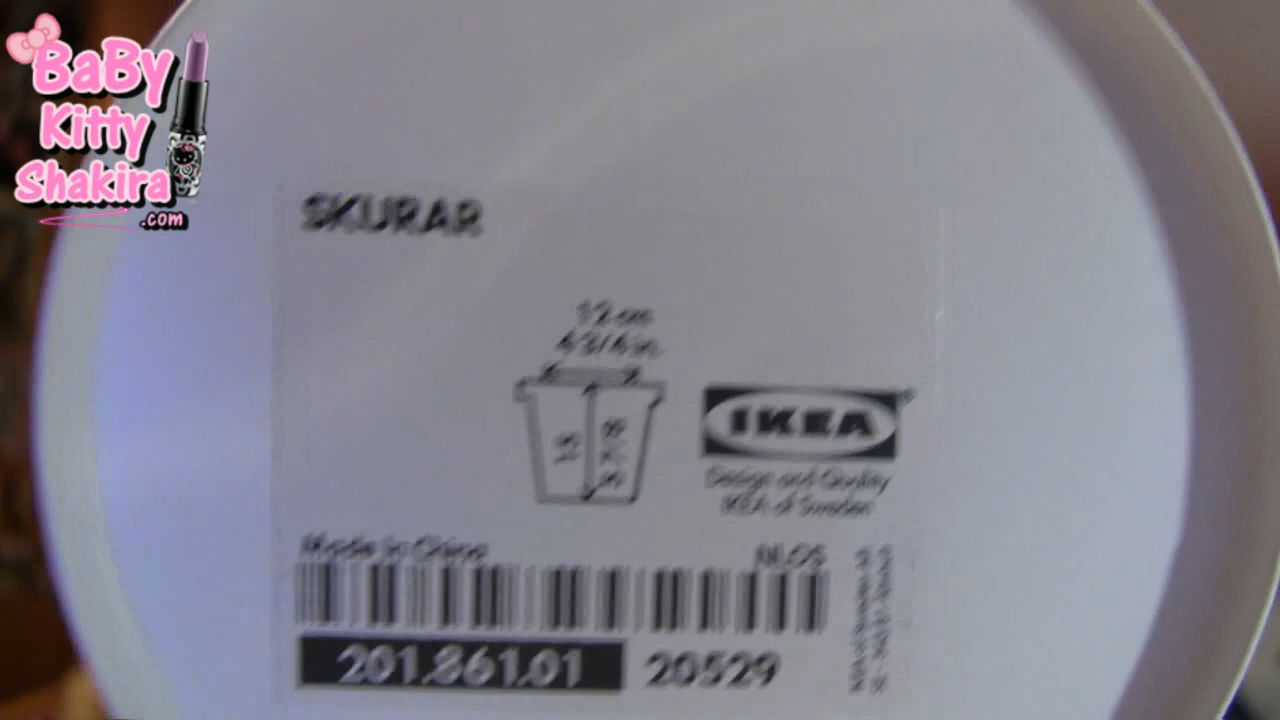 BaBy
Kitty
Shakira
.com
SKURAR
12 cm
4 3/4 in.
IKEA
Design and Quality
IKEA of Sweden
Made in China
201.861.01
20529